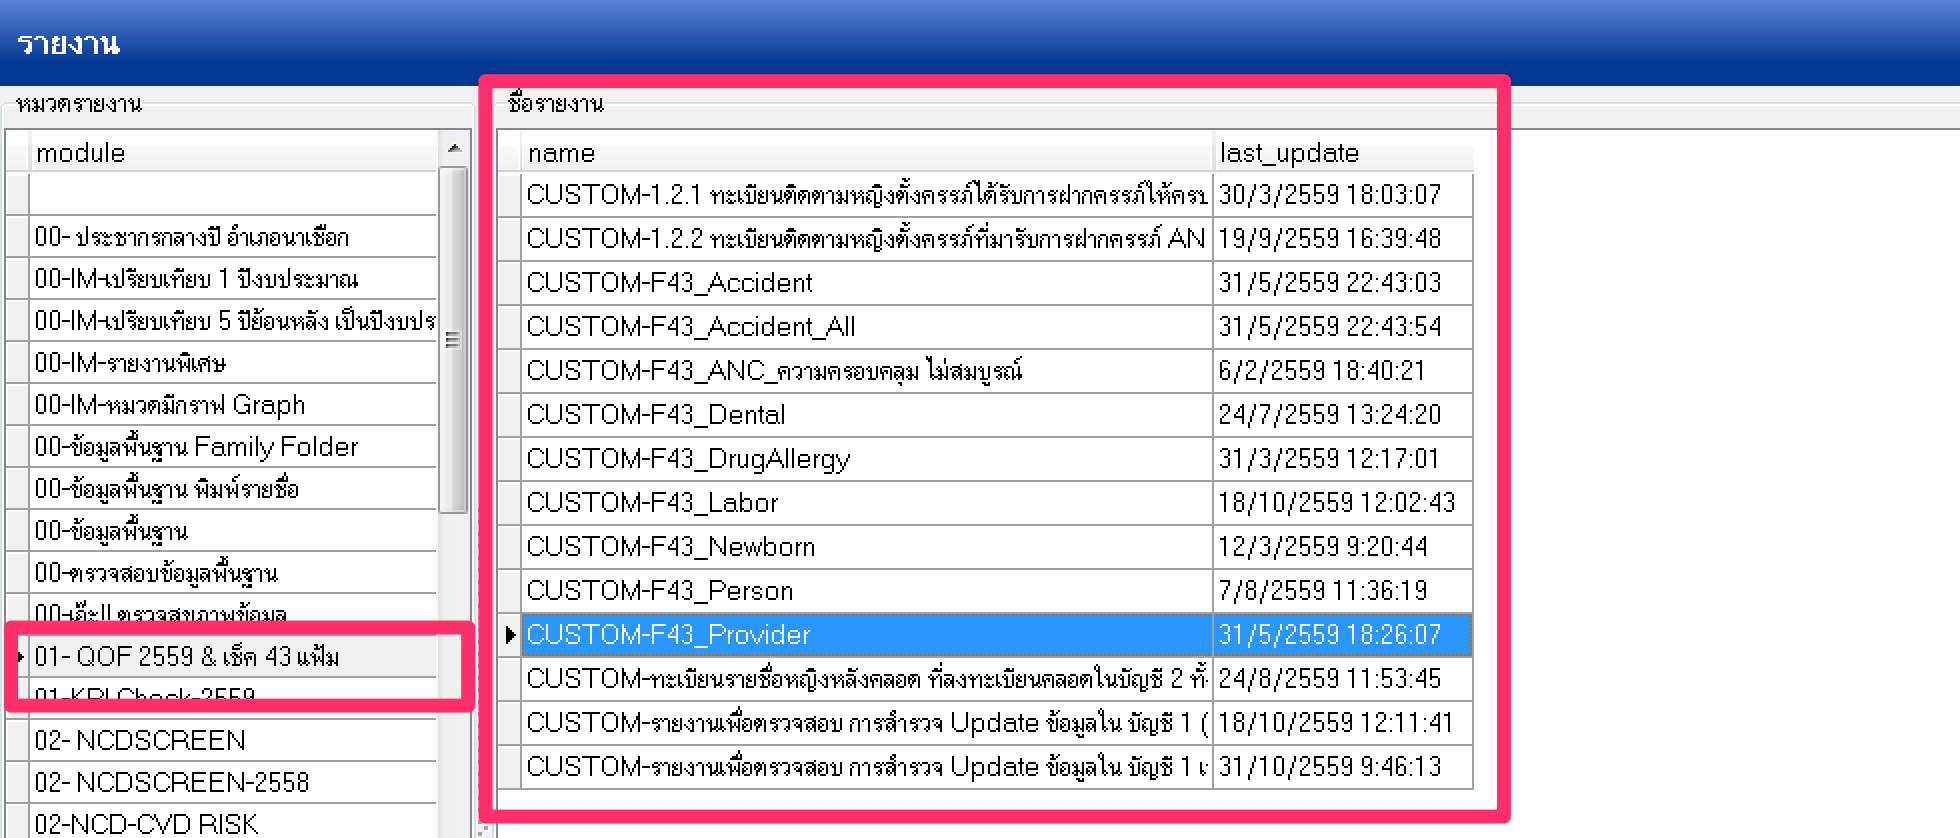 รายงาน
หมวดรายงาน
module
00- ประชากรกลางปี อำเภอนาเชือก
00-IM-เปรียบเทียบ 1 ปีงบประมาณ
00-IM-เปรียบเทียบ 5 ปีย้อนหลัง เป็นปีงบปร
00-IM-รายงานพิเศษ
00-IM-หมวดมีกราฟ Graph
00-ข้อมูลพื้นฐาน Family Folder
00-ข้อมูลพื้นฐาน พิมพ์รายชื่อ
00-ข้อมูลพื้นฐาน
00-ตรวจสอบข้อมูลพื้นฐาน
00-เอ๊ะ!! ตรวจสุขภาพข้อมูล
01- QOF 2559 & เช็ค 43 แฟ้ม
01-KPI Check-2559
02- NCDSCREEN
02- NCDSCREEN-2558
02-NCD-CVD RISK
ชื่อรายงาน
name last_update
CUSTOM-1.2.1 ทะเบียนติดตามหญิงตั้งครรภ์ได้รับการฝากครรภ์ให้ครบ 30/3/2559 18:03:07
CUSTOM-1.2.2 ทะเบียนติดตามหญิงตั้งครรภ์ที่มารับการฝากครรภ์ AN 19/9/2559 16:39:48
CUSTOM-F43_Accident 31/5/2559 22:43:03
CUSTOM-F43_Accident_All 31/5/2559 22:43:54
CUSTOM-F43_ANC_ความครอบคลุม ไม่สมบูรณ์ 6/2/2559 18:40:21
CUSTOM-F43_Dental 24/7/2559 13:24:20
CUSTOM-F43_DrugAllergy 31/3/2559 12:17:01
CUSTOM-F43_Labor 18/10/2559 12:02:43
CUSTOM-F43_Newborn 12/3/2559 9:20:44
CUSTOM-F43_Person 7/8/2559 11:36:19
CUSTOM-F43_Provider 31/5/2559 18:26:07
CUSTOM-ทะเบียนรายชื่อหญิงหลังคลอด ที่ลงทะเบียนคลอดในบัญชี 2 ทั้ 24/8/2559 11:53:45
CUSTOM-รายงานเพื่อตรวจสอบ การสำรวจ Update ข้อมูลใน บัญชี 1 ( 18/10/2559 12:11:41
CUSTOM-รายงานเพื่อตรวจสอบ การสำรวจ Update ข้อมูลใน บัญชี 1 เ 31/10/2559 9:46:13